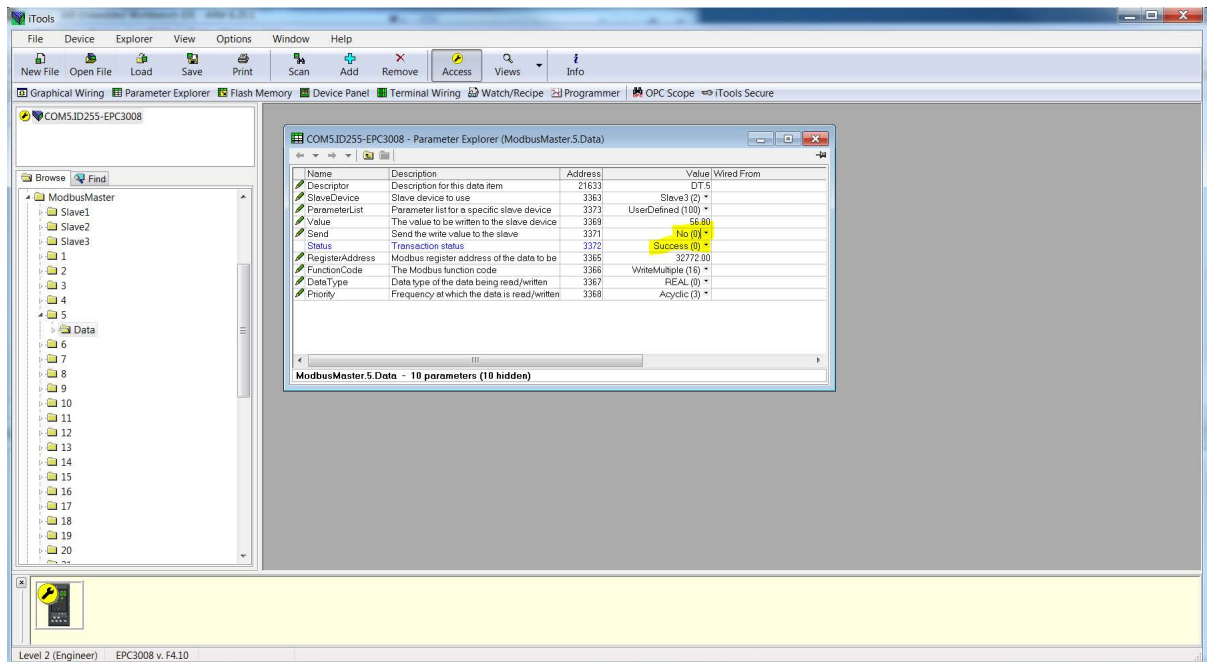 iTools
File Device Explorer View Options Window Help
New File Open File Load Save Print Scan Add Remove Access Views Info
Graphical Wiring Parameter Explorer Flash Memory Device Panel Terminal Wiring Watch/Recipe Programmer OPC Scope iTools Secure
COM5.ID255-EPC3008
Browse Find
ModbusMaster
Slave1
Slave2
Slave3
1
2
3
4
5
Data
6
7
8
9
10
11
12
13
14
15
16
17
18
19
20
COM5.ID255-EPC3008 - Parameter Explorer (ModbusMaster.5.Data)
Name Description Address Value Wired From
Descriptor Description for this data item 21633 DT.5
SlaveDevice Slave device to use 3363 Slave3 (2)
ParameterList Parameter list for a specific slave device 3373 UserDefined (100)
Value The value to be written to the slave device 3369 56.80
Send Send the write value to the slave 3371 No (0)
Status Transaction status 3372 Success (0)
RegisterAddress Modbus register address of the data to be 3365 32772.00
FunctionCode The Modbus function code 3366 WriteMultiple (16)
DataType Data type of the data being read/written 3367 REAL (0)
Priority Frequency at which the data is read/written 3368 Acyclic (3)
ModbusMaster.5.Data - 10 parameters (10 hidden)
Level 2 (Engineer) EPC3008 v. F4.10